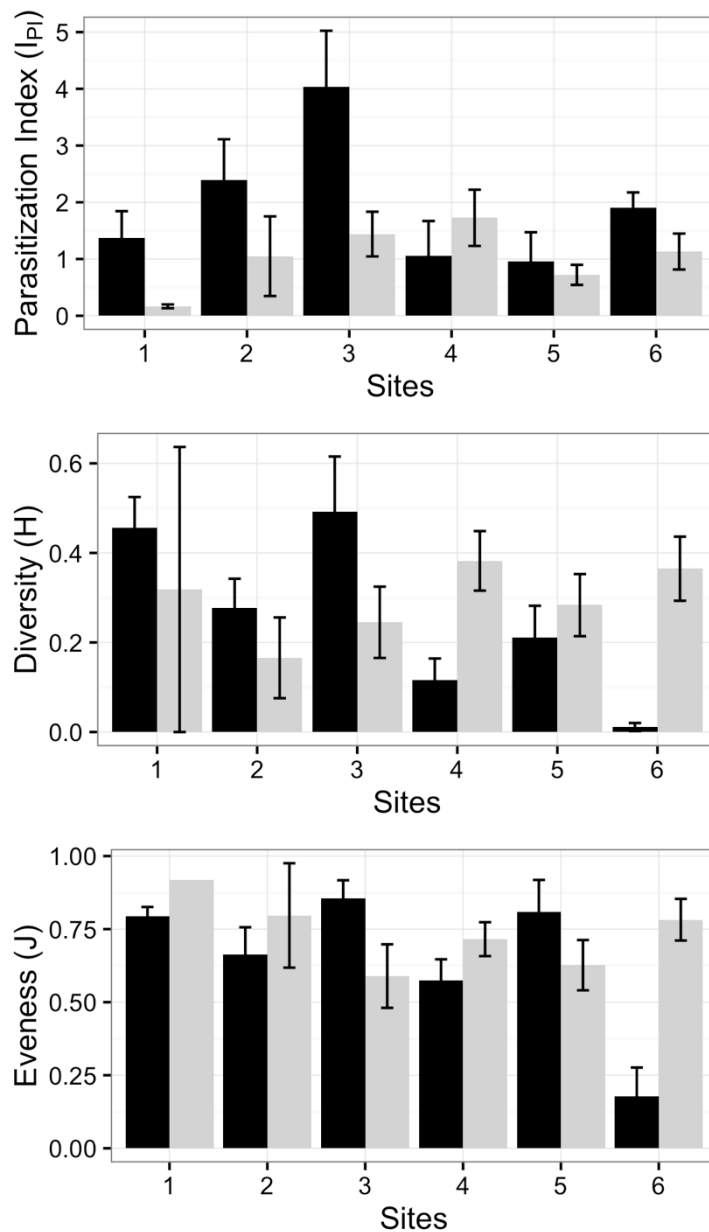 Parasitization Index (IPI)
5
4
3
2
1
0
1 2 3 4 5 6
Sites
Diversity (H)
0.6
0.4
0.2
0.0
1 2 3 4 5 6
Sites
Eveness (J)
1.00
0.75
0.50
0.25
0.00
1 2 3 4 5 6
Sites